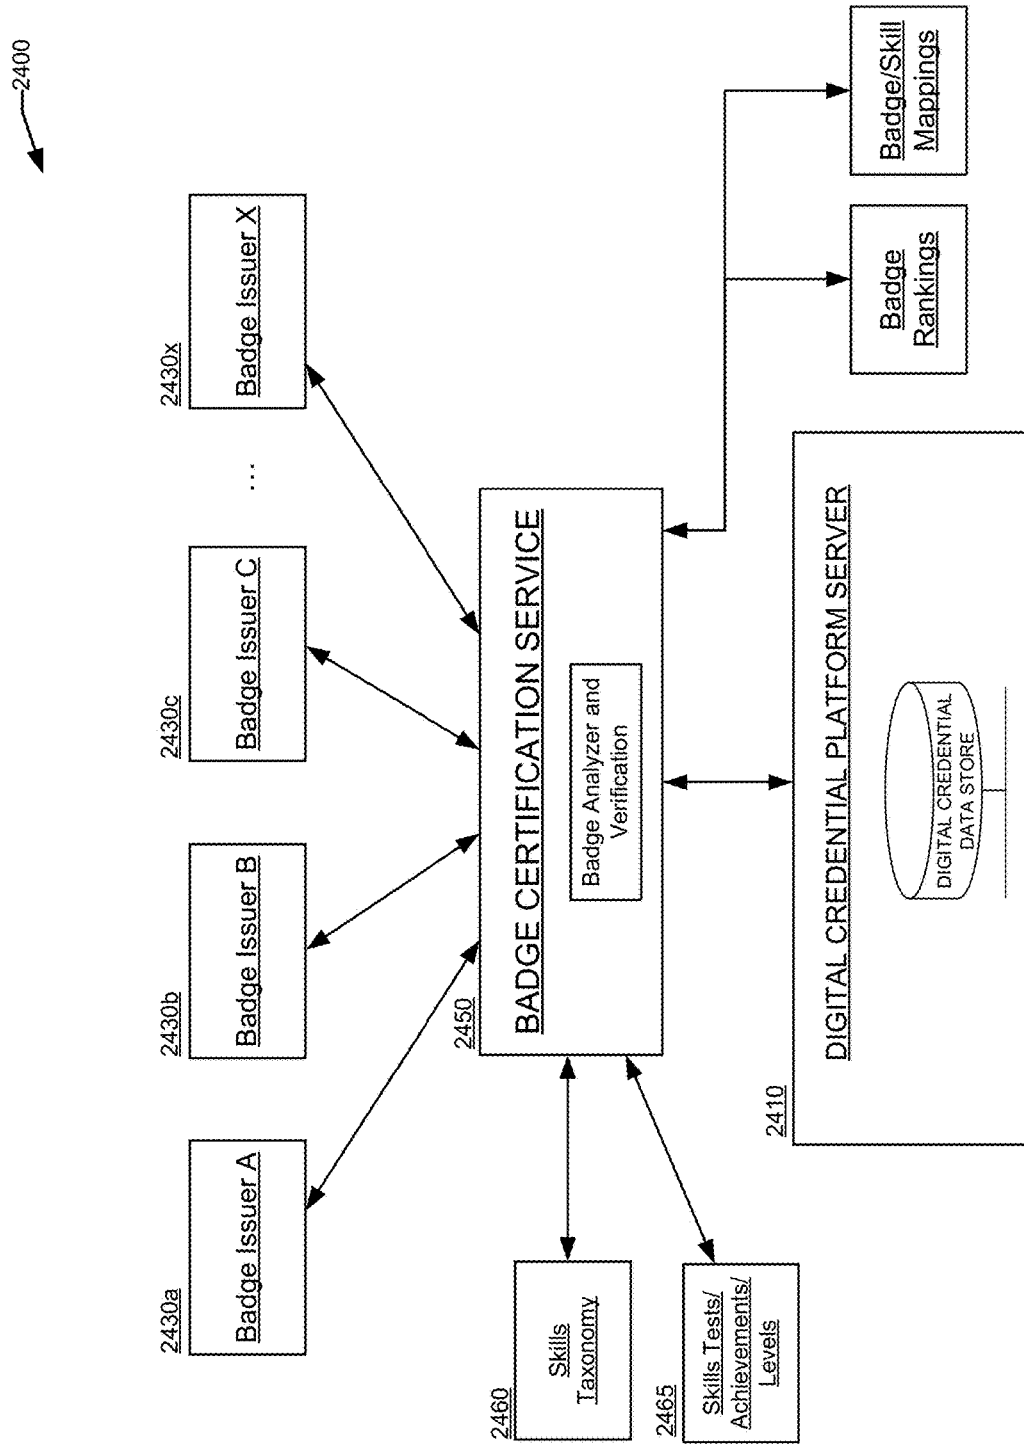 2400
2430a
Badge Issuer A
2430b
Badge Issuer B
2430c
Badge Issuer C
...
2430x
Badge Issuer X
2450
BADGE CERTIFICATION SERVICE
Badge Analyzer and
Verification
2460
Skills
Taxonomy
2465
Skills Tests/
Achievements/
Levels
2410
DIGITAL CREDENTIAL PLATFORM SERVER
DIGITAL CREDENTIAL
DATA STORE
Badge
Rankings
Badge/Skill
Mappings